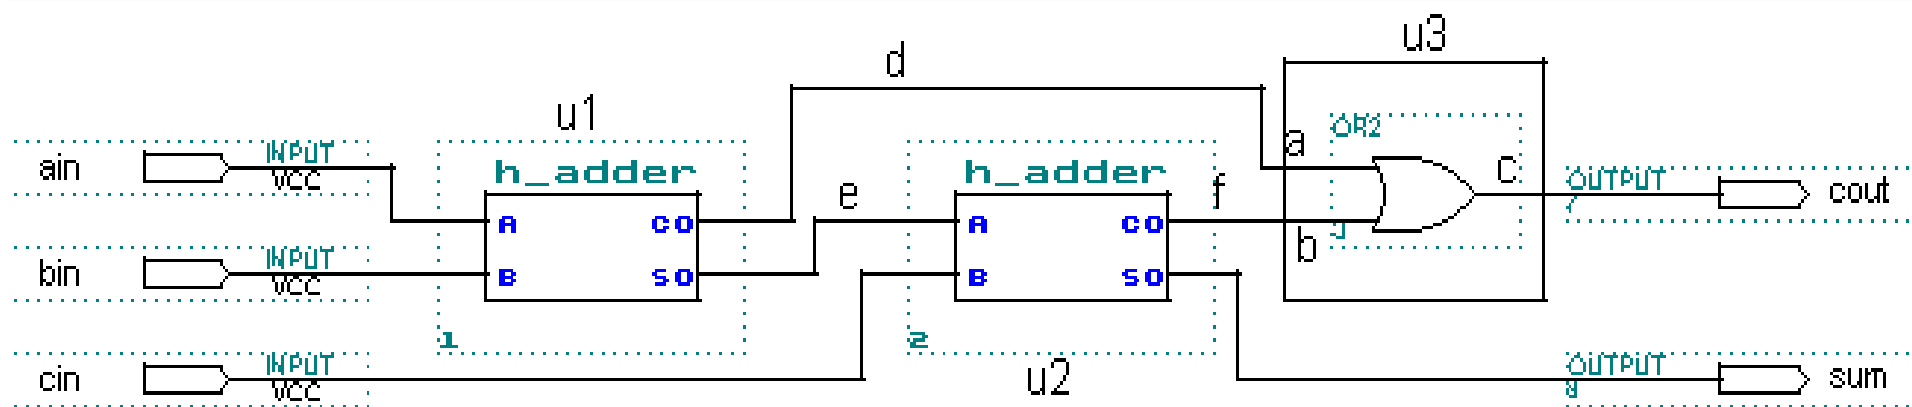 u3
d
u1
a
OR2
ain
INPUT
VCC
h_adder
h_adder
c
OUTPUT
cout
e
f
A
CO
A
CO
b
bin
INPUT
VCC
B
SO
B
SO
1
2
cin
INPUT
VCC
u2
OUTPUT
sum